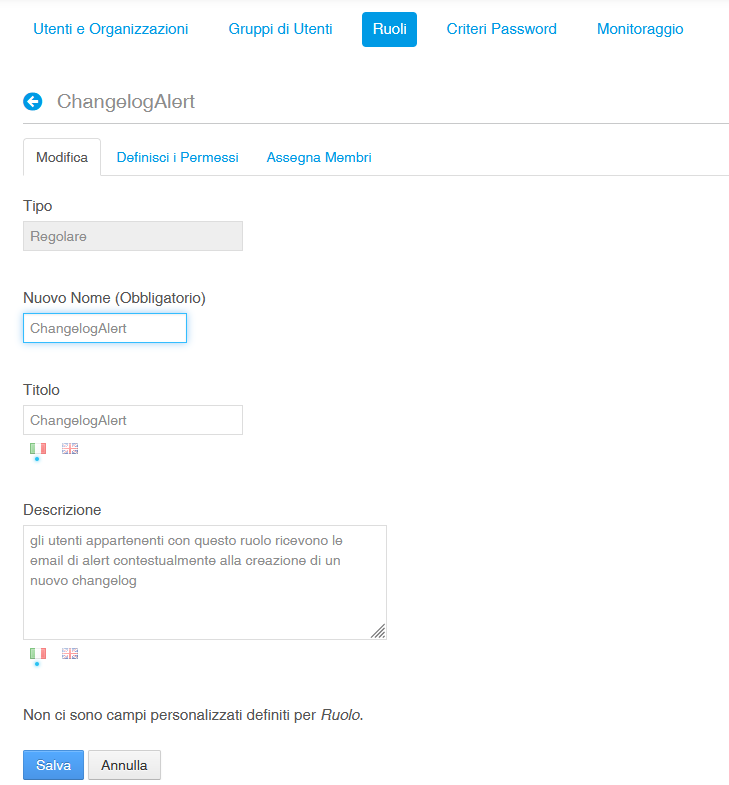 Utenti e Organizzazioni Gruppi di Utenti Ruoli Criteri Password Monitoraggio
ChangelogAlert
Modifica Definisci i Permessi Assegna Membri
Tipo
Regolare
Nuovo Nome (Obbligatorio)
ChangelogAlert
Titolo
ChangelogAlert
Descrizione
gli utenti appartenenti con questo ruolo ricevono le
email di alert contestualmente alla creazione di un
nuovo changelog
Non ci sono campi personalizzati definiti per Ruolo.
Salva Annulla